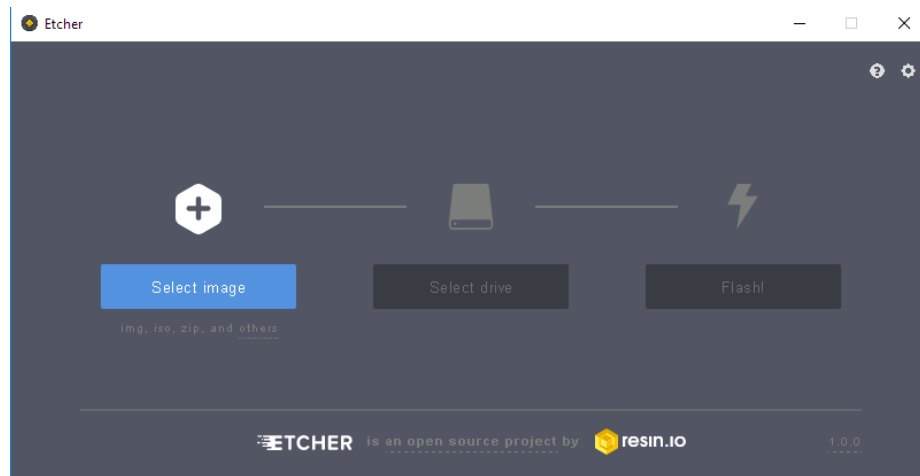 Etcher
Select image
Select drive
Flash!
img, iso, zip, and others
ETCHER is an open source project by resin.io
1.0.0